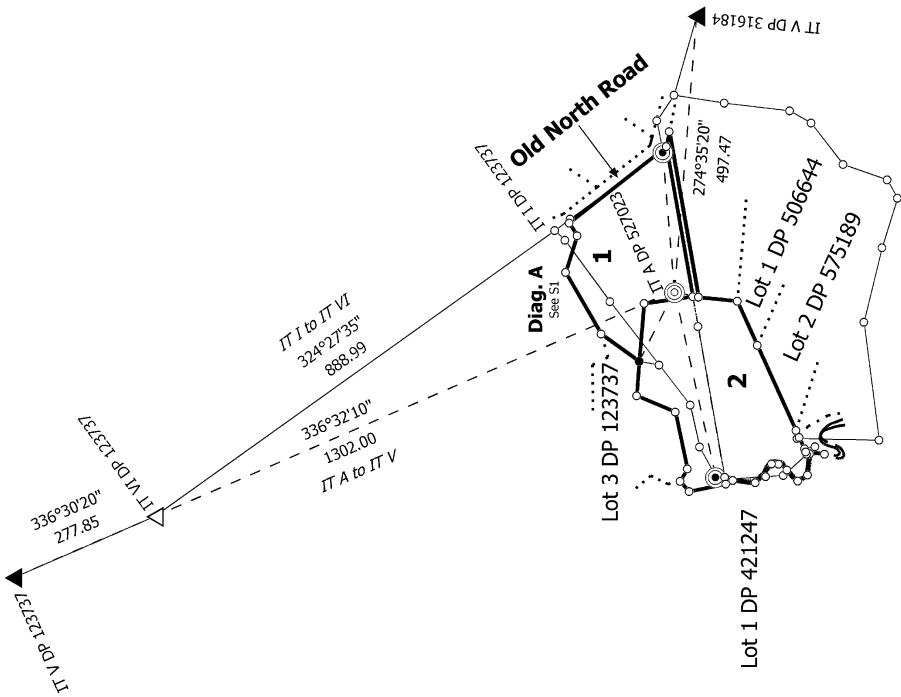 IT V DP 316184
Old North Road
IT I DP 123737
274°35'20"
497.47
IT A DP 527023
1
Diag. A
See S1
Lot 1 DP 506644
Lot 2 DP 575189
IT I to IT VI
324°27'35"
888.99
336°32'10"
1302.00
IT A to IT V
2
Lot 3 DP 123737
IT VI DP 123737
336°30'20"
277.85
IT V DP 123737
Lot 1 DP 421247